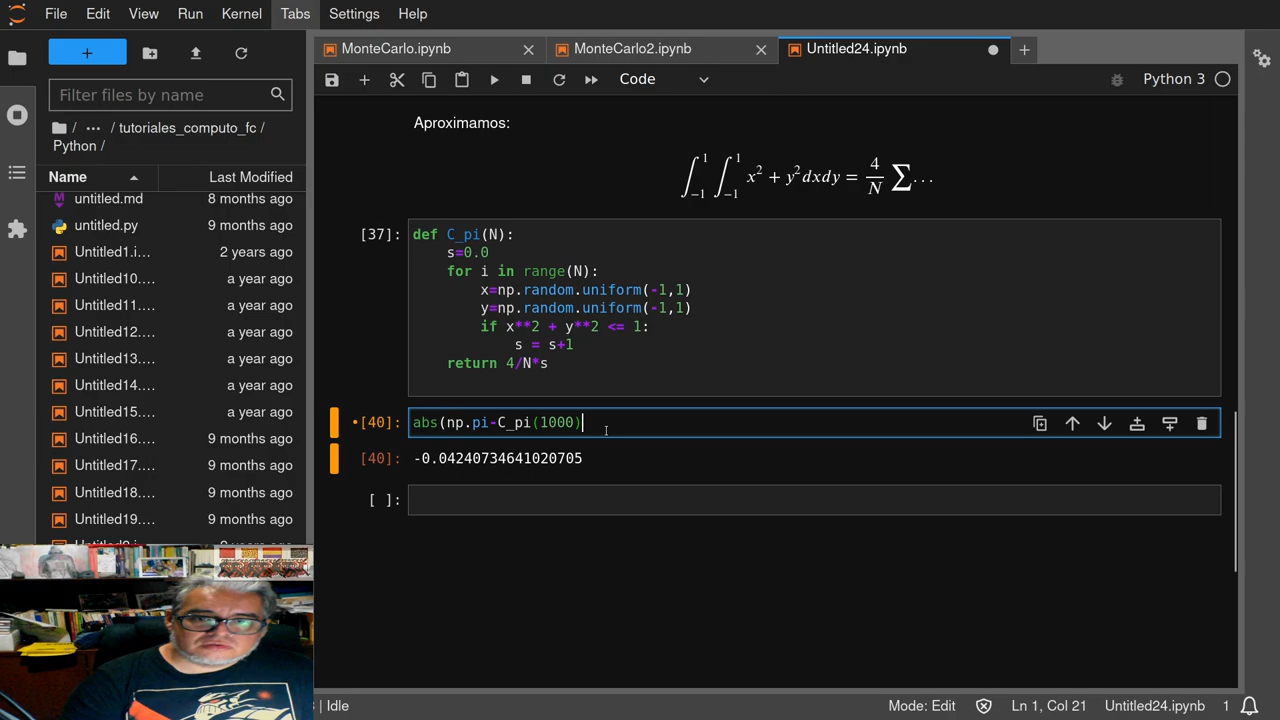 File Edit View Run Kernel Tabs Settings Help
MonteCarlo.ipynb
MonteCarlo2.ipynb
Untitled24.ipynb
Code
Python 3
Filter files by name
/ ... / tutoriales_computo_fc /
Python /
Name Last Modified
untitled.md 8 months ago
untitled.py 9 months ago
Untitled1.i... 2 years ago
Untitled10.... a year ago
Untitled11.... a year ago
Untitled12.... a year ago
Untitled13.... a year ago
Untitled14.... a year ago
Untitled15.... a year ago
Untitled16.... 9 months ago
Untitled17.... 9 months ago
Untitled18.... 9 months ago
Untitled19.... 9 months ago
Aproximamos:
∫₋₁¹ ∫₋₁¹ x² + y²dxdy = 4/N ∑...
[37]: def C_pi(N):
s=0.0
for i in range(N):
x=np.random.uniform(-1,1)
y=np.random.uniform(-1,1)
if x**2 + y**2 <= 1:
s = s+1
return 4/N*s
•[40]: abs(np.pi-C_pi(1000)
[40]: -0.04240734641020705
[ ]:
| Idle
Mode: Edit
Ln 1, Col 21
Untitled24.ipynb
1